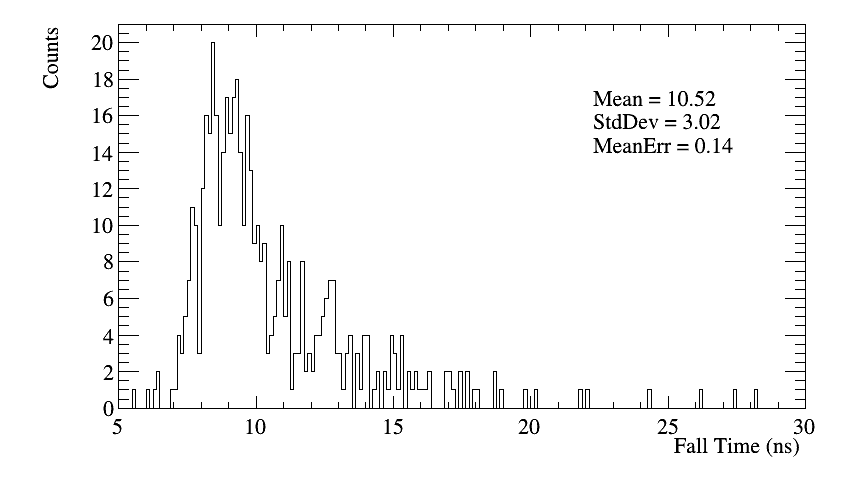 Counts
20
18
16
14
12
10
8
6
4
2
0
Mean = 10.52
StdDev = 3.02
MeanErr = 0.14
5 10 15 20 25 30
Fall Time (ns)